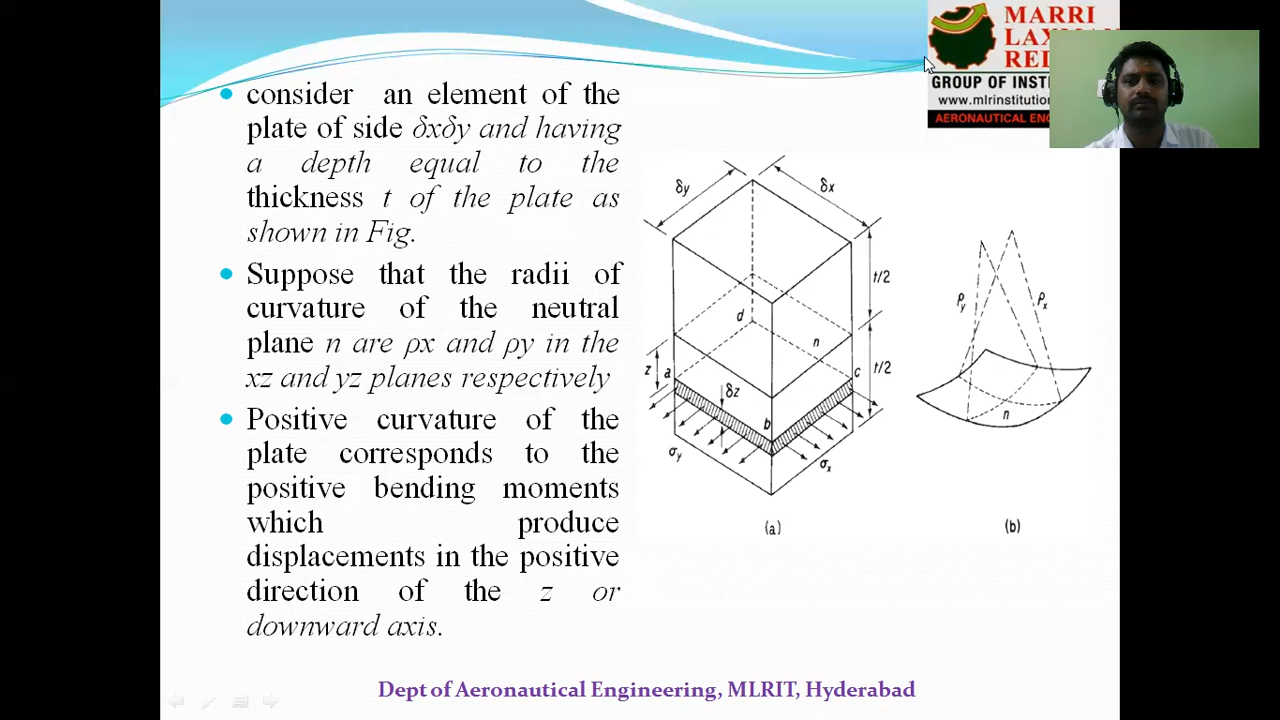 MARRI
LAXMAN
RED
GROUP OF INST
www.mlrinstitution
AERONAUTICAL EN
consider an element of the
plate of side δxδy and having
a depth equal to the
thickness t of the plate as
shown in Fig.
Suppose that the radii of
curvature of the neutral
plane n are ρx and ρy in the
xz and yz planes respectively
Positive curvature of the
plate corresponds to the
positive bending moments
which produce
displacements in the positive
direction of the z or
downward axis.
δy
δx
t/2
d
n
z
a
c
t/2
δz
b
σy
σx
(a)
ρy
ρx
n
(b)
Dept of Aeronautical Engineering, MLRIT, Hyderabad